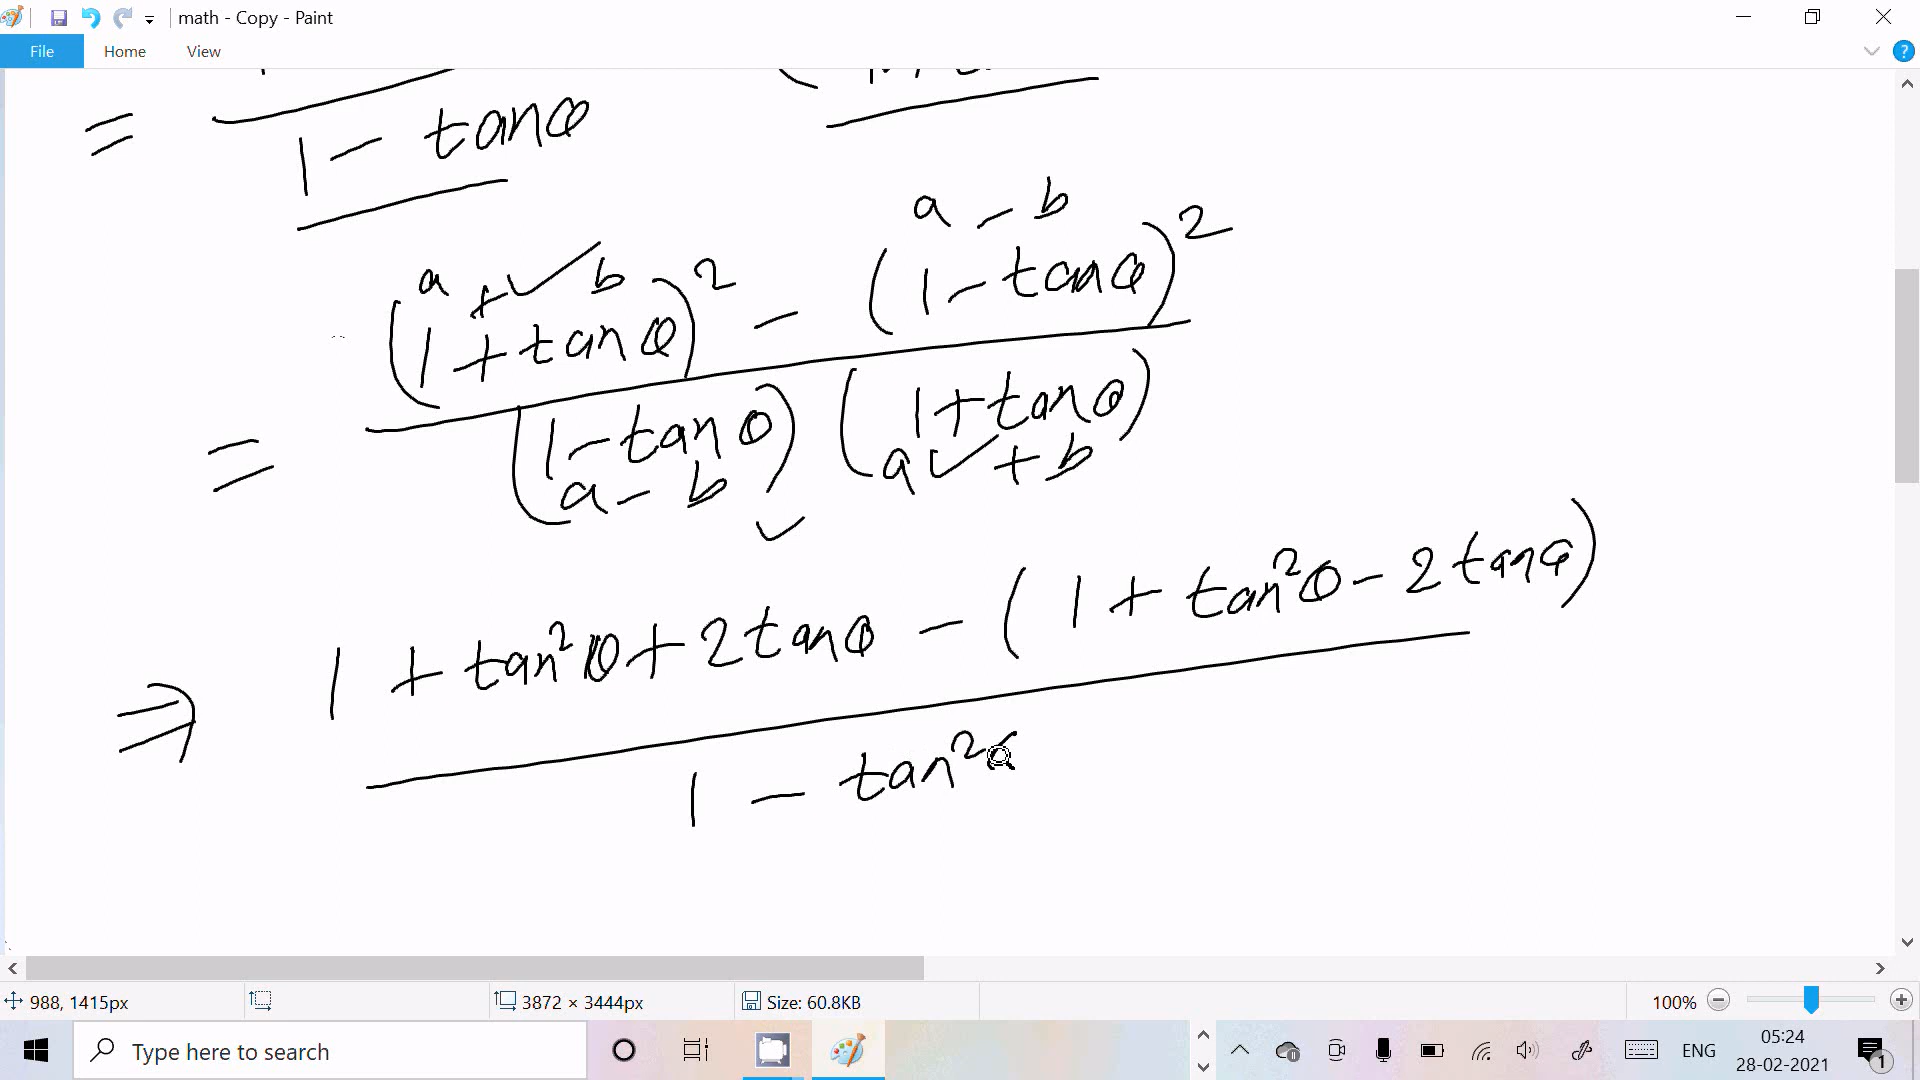 math - Copy - Paint
File Home View
=
1 - tanθ
a - b
a + b
(1 + tanθ)² - (1 - tanθ)²
=
(1 - tanθ) (1 + tanθ)
a - b a + b
⇒ 1 + tan²θ + 2tanθ - (1 + tan²θ - 2tanθ)
1 - tan²
988, 1415px 3872 × 3444px Size: 60.8KB 100%
Type here to search
ENG
05:24
28-02-2021
1